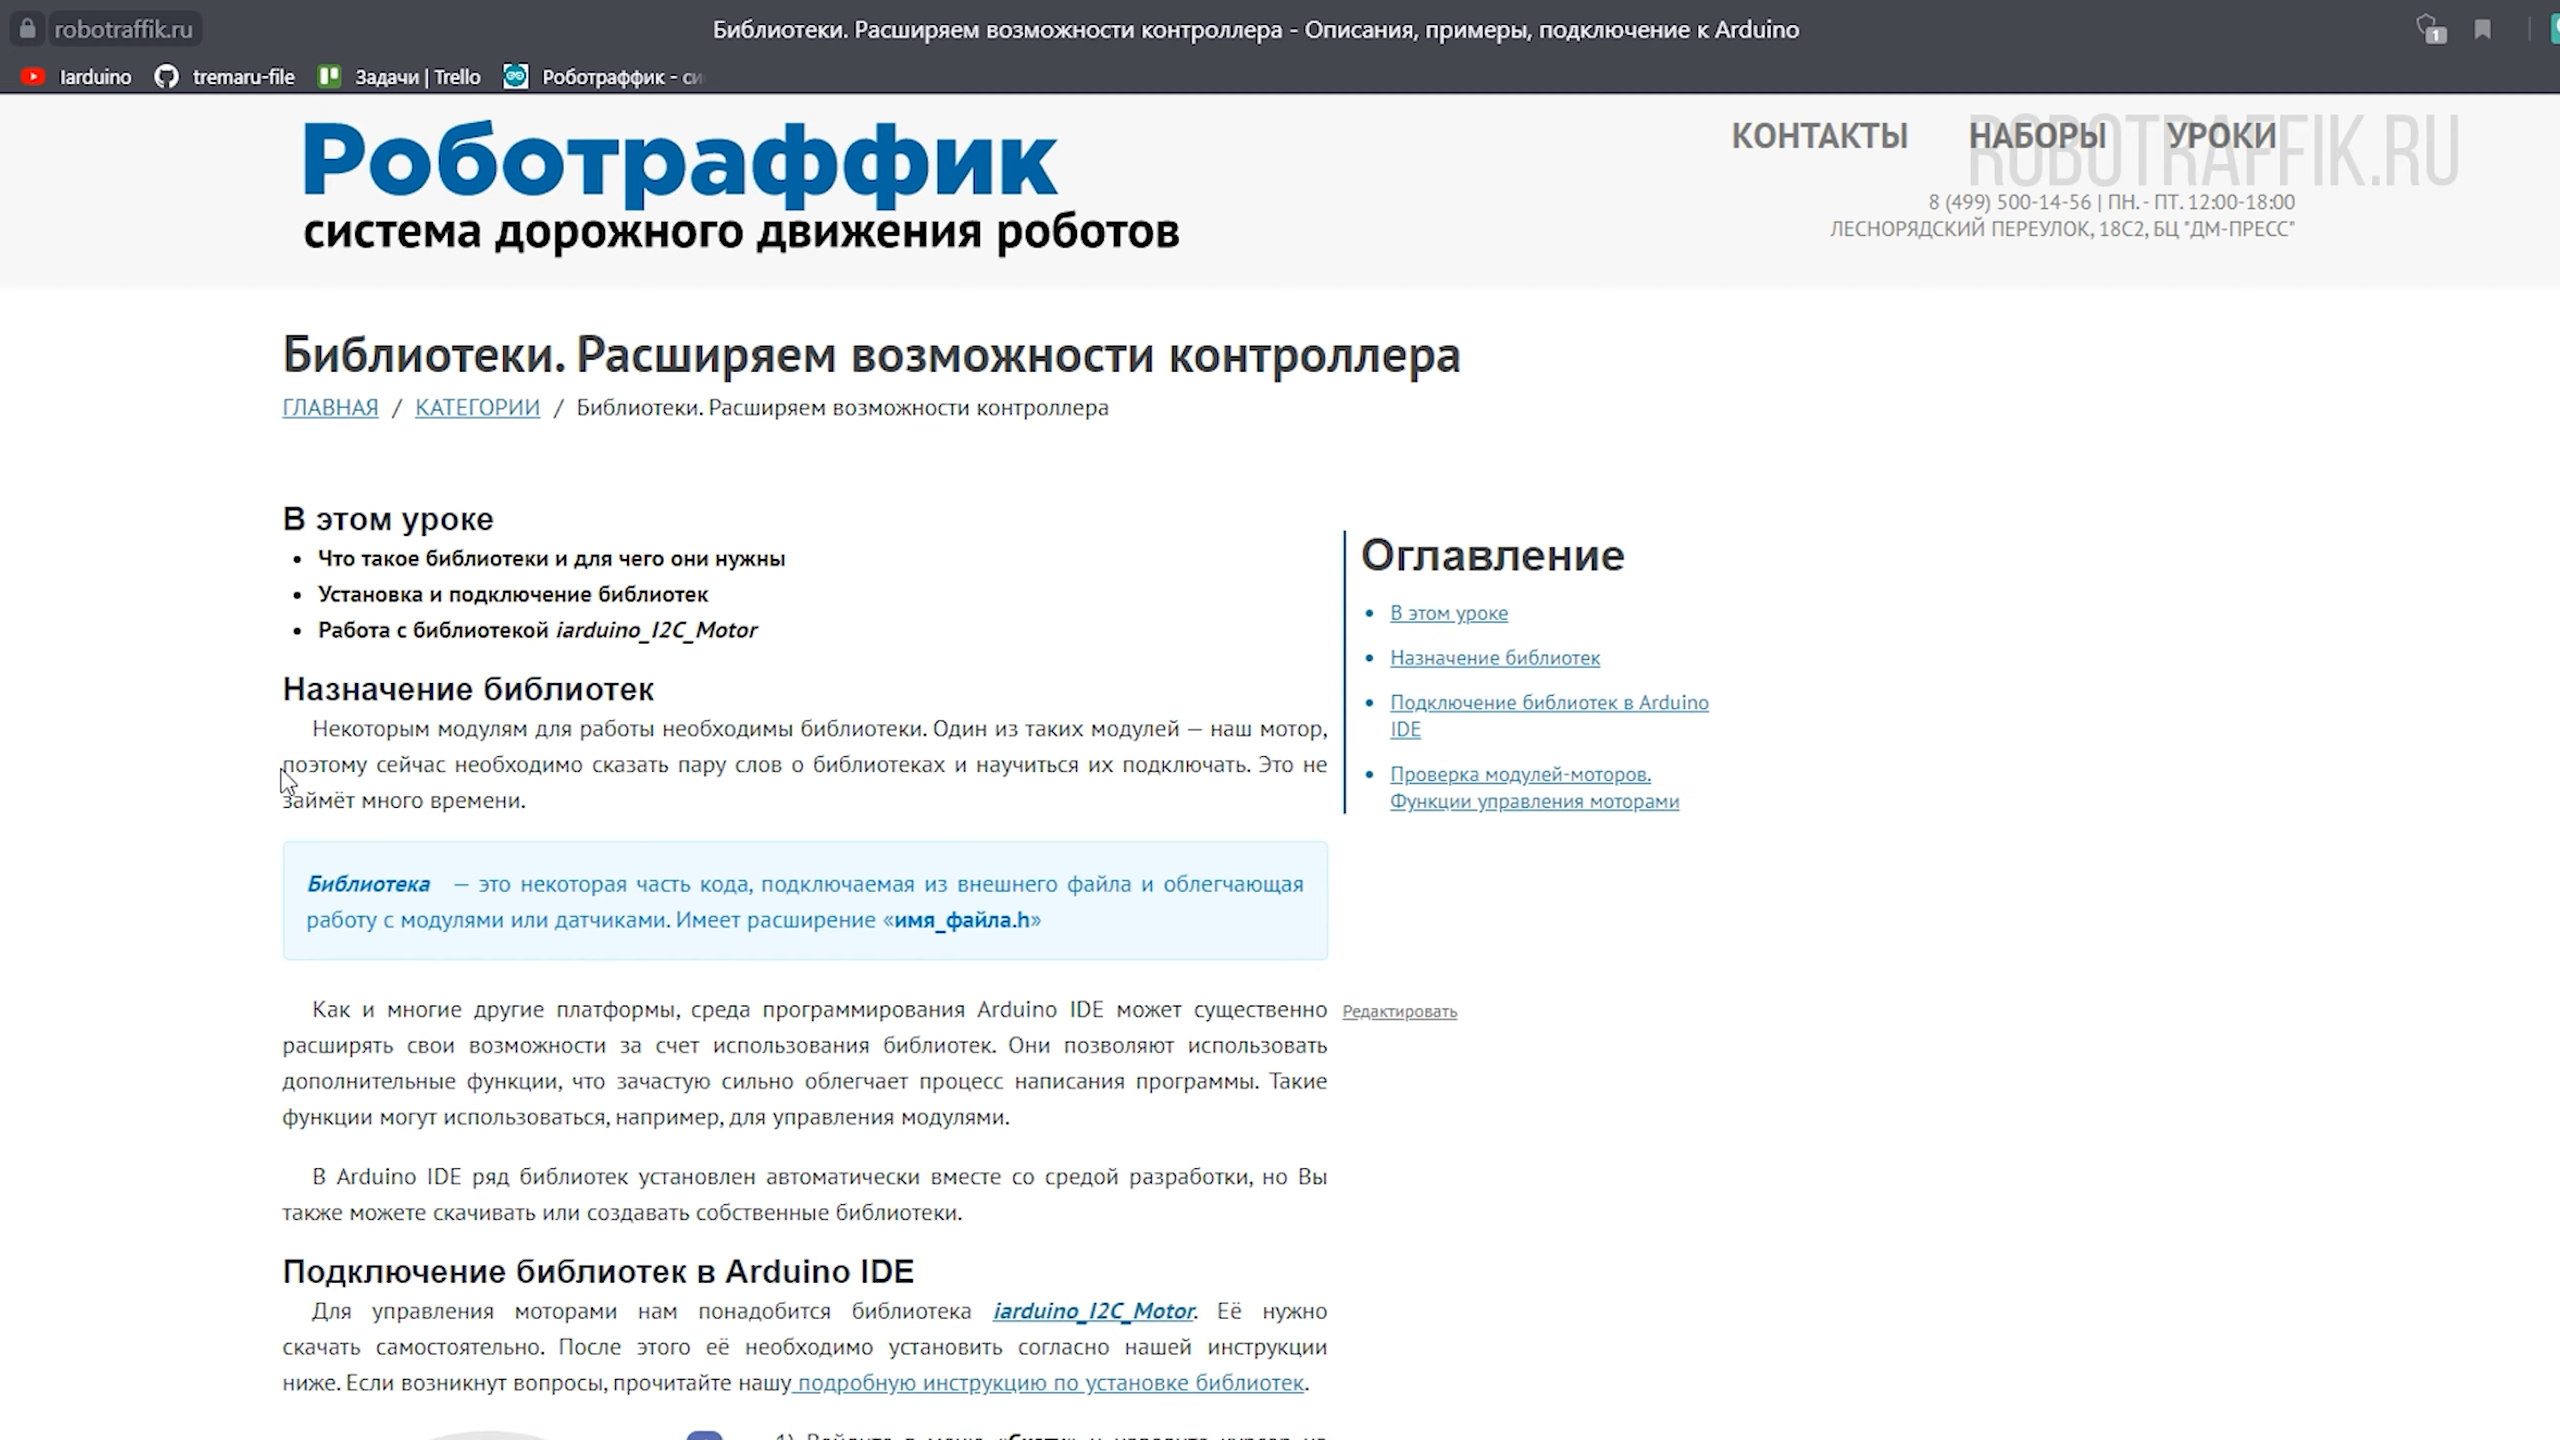 robotraffik.ru
Библиотеки. Расширяем возможности контроллера - Описания, примеры, подключение к Arduino
1
Iarduino
tremaru-file
Задачи | Trello
Роботраффик - си
Роботраффик
система дорожного движения роботов
КОНТАКТЫ НАБОРЫ УРОКИ
ROBOTRAFFIK.RU
8 (499) 500-14-56 | ПН.- ПТ. 12:00-18:00
ЛЕСНОРЯДСКИЙ ПЕРЕУЛОК, 18С2, БЦ "ДМ-ПРЕСС"
Библиотеки. Расширяем возможности контроллера
ГЛАВНАЯ / КАТЕГОРИИ / Библиотеки. Расширяем возможности контроллера
В этом уроке
• Что такое библиотеки и для чего они нужны
• Установка и подключение библиотек
• Работа с библиотекой iarduino_I2C_Motor
Назначение библиотек
Некоторым модулям для работы необходимы библиотеки. Один из таких модулей — наш мотор,
поэтому сейчас необходимо сказать пару слов о библиотеках и научиться их подключать. Это не
займёт много времени.
Библиотека — это некоторая часть кода, подключаемая из внешнего файла и облегчающая
работу с модулями или датчиками. Имеет расширение «имя_файла.h»
Как и многие другие платформы, среда программирования Arduino IDE может существенно
расширять свои возможности за счет использования библиотек. Они позволяют использовать
дополнительные функции, что зачастую сильно облегчает процесс написания программы. Такие
функции могут использоваться, например, для управления модулями.
В Arduino IDE ряд библиотек установлен автоматически вместе со средой разработки, но Вы
также можете скачивать или создавать собственные библиотеки.
Подключение библиотек в Arduino IDE
Для управления моторами нам понадобится библиотека iarduino_I2C_Motor. Её нужно
скачать самостоятельно. После этого её необходимо установить согласно нашей инструкции
ниже. Если возникнут вопросы, прочитайте нашу подробную инструкцию по установке библиотек.
Оглавление
• В этом уроке
• Назначение библиотек
• Подключение библиотек в Arduino
IDE
• Проверка модулей-моторов.
Функции управления моторами
Редактировать